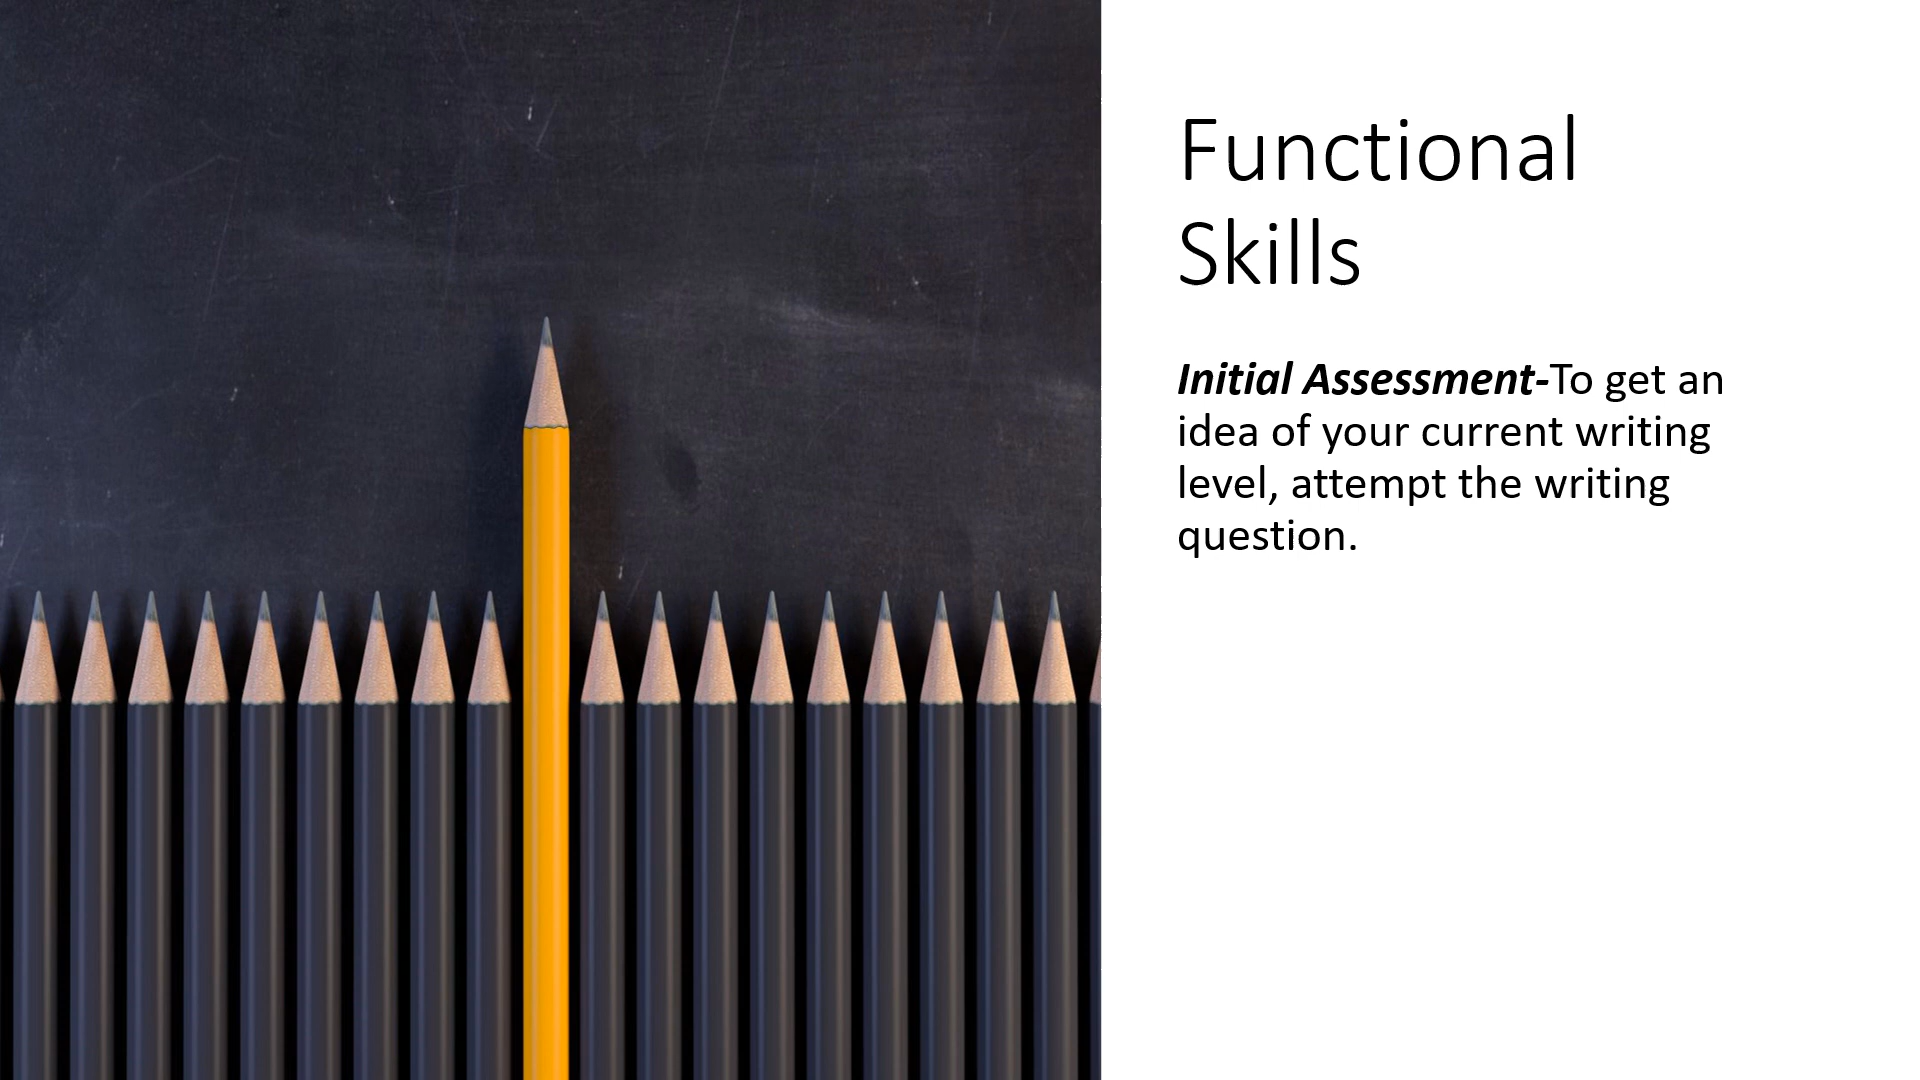 Functional
Skills
Initial Assessment-To get an
idea of your current writing
level, attempt the writing
question.